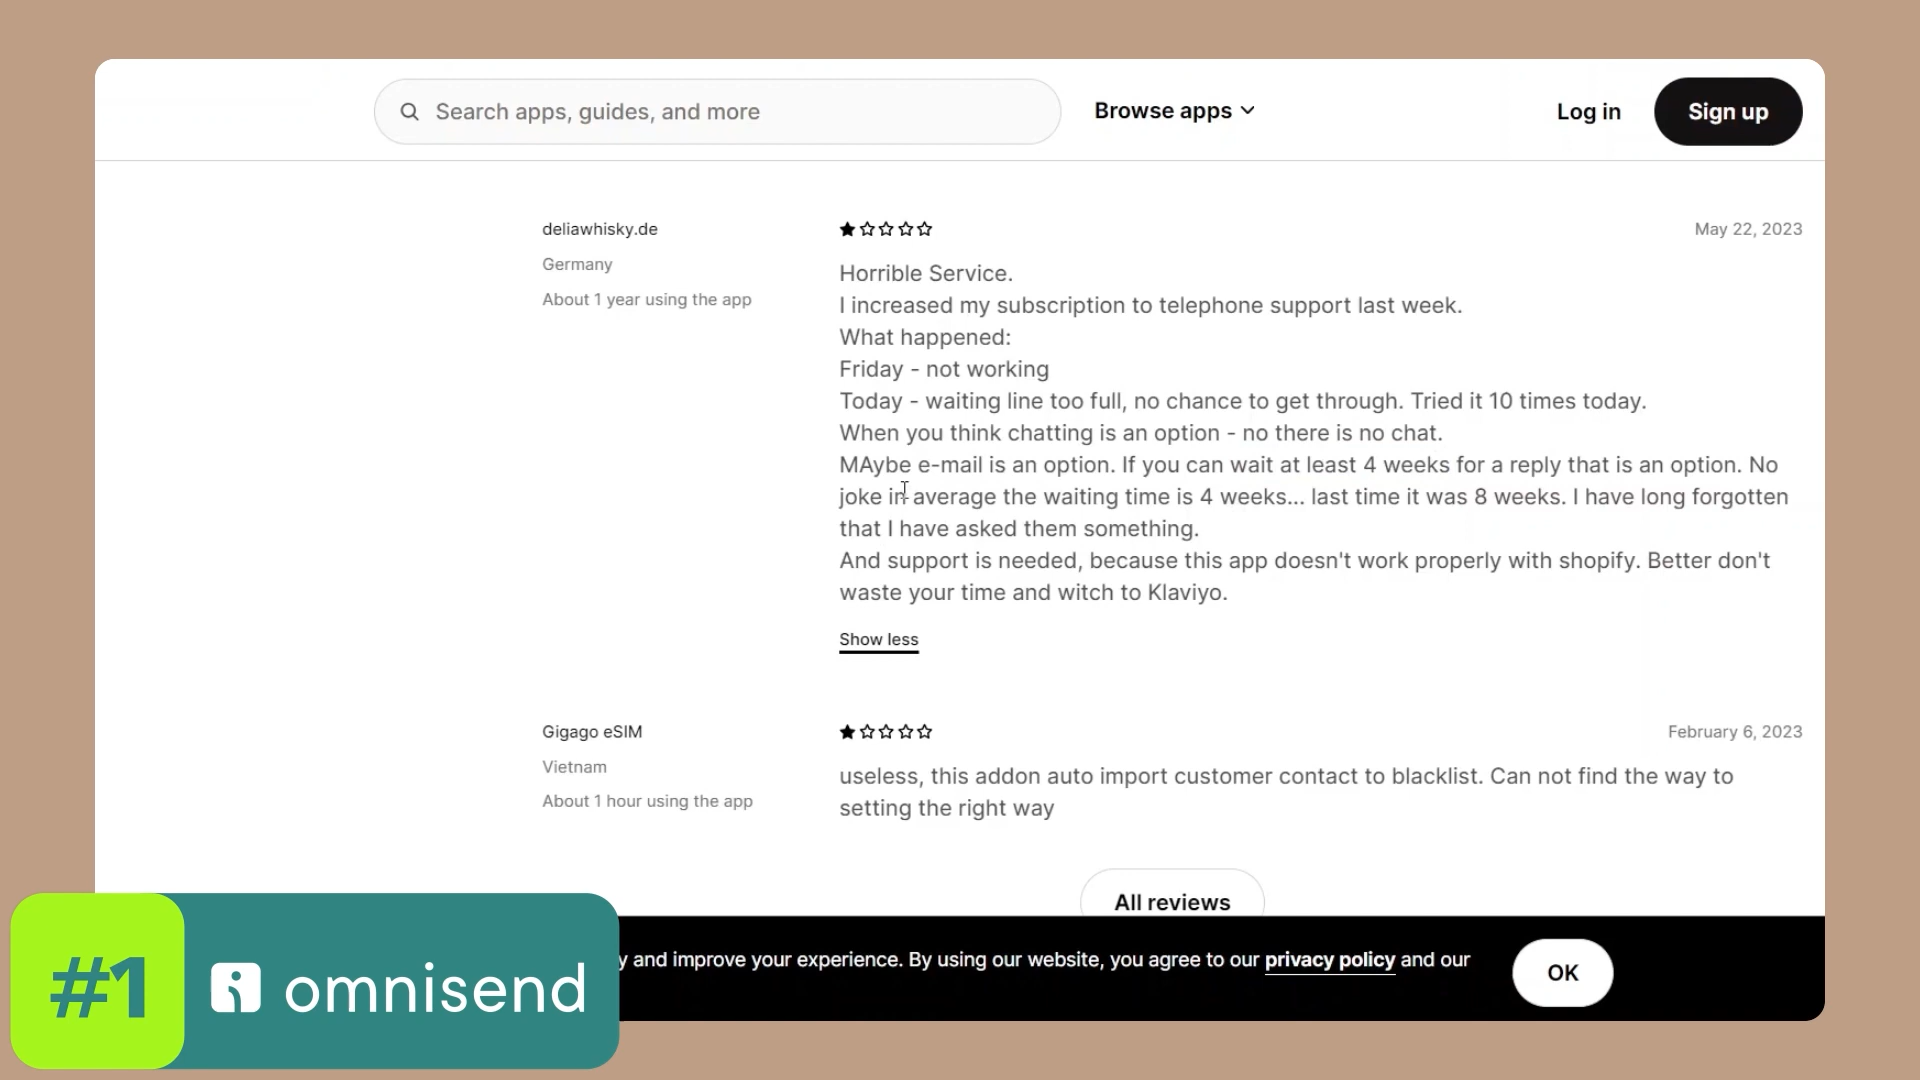 Search apps, guides, and more
Browse apps
Log in
Sign up
deliawhisky.de
Germany
About 1 year using the app
May 22, 2023
Horrible Service.
I increased my subscription to telephone support last week.
What happened:
Friday - not working
Today - waiting line too full, no chance to get through. Tried it 10 times today.
When you think chatting is an option - no there is no chat.
MAybe e-mail is an option. If you can wait at least 4 weeks for a reply that is an option. No
joke in average the waiting time is 4 weeks... last time it was 8 weeks. I have long forgotten
that I have asked them something.
And support is needed, because this app doesn't work properly with shopify. Better don't
waste your time and witch to Klaviyo.
Show less
Gigago eSIM
Vietnam
About 1 hour using the app
February 6, 2023
useless, this addon auto import customer contact to blacklist. Can not find the way to
setting the right way
All reviews
y and improve your experience. By using our website, you agree to our privacy policy and our
OK
#1
omnisend